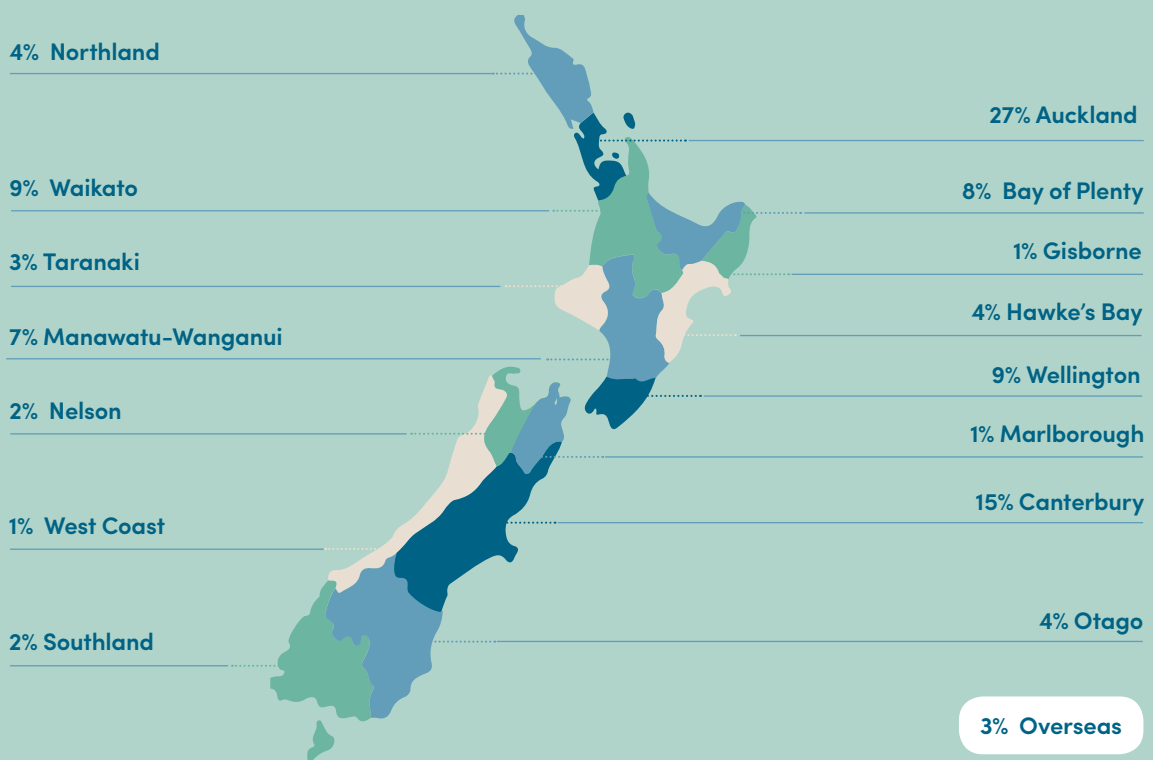 4% Northland
27% Auckland
9% Waikato
8% Bay of Plenty
3% Taranaki
1% Gisborne
7% Manawatu-Wanganui
4% Hawke's Bay
2% Nelson
9% Wellington
1% Marlborough
1% West Coast
15% Canterbury
2% Southland
4% Otago
3% Overseas